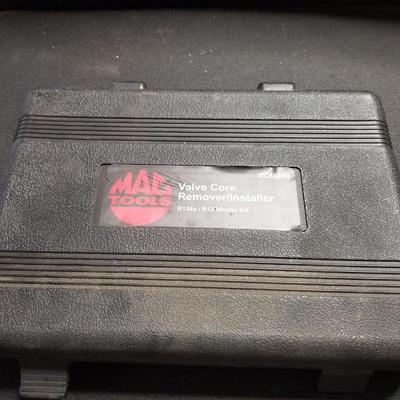 MAC
TOOLS
Valve Core
Remover/Installer
R134a / R12 Master Kit